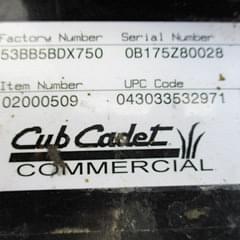 Factory Number Serial Number
53BB5BDX750 0B175Z80028
Item Number UPC Code
02000509 043033532971
Cub Cadet
COMMERCIAL